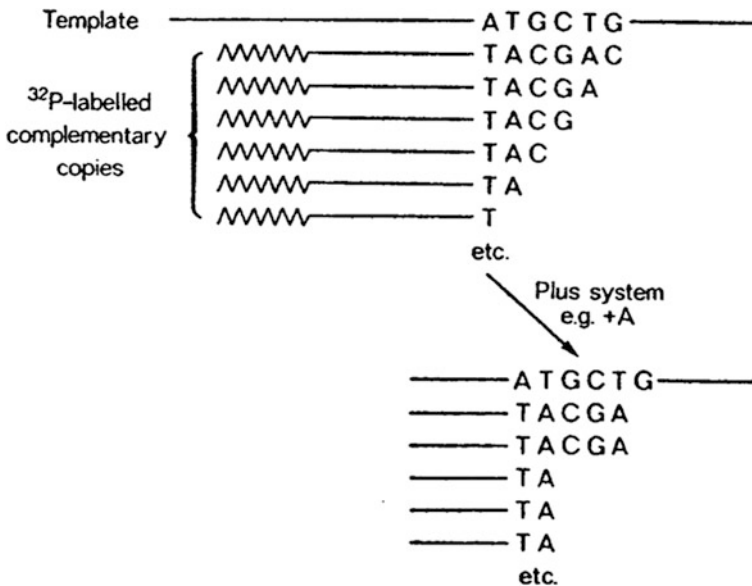 Template
ATGCTG
TACGAC
TACGA
TACG
TAC
TA
T
etc.
32P-labelled
complementary
copies
Plus system
e.g. +A
ATGCTG
TACGA
TACGA
TA
TA
TA
etc.